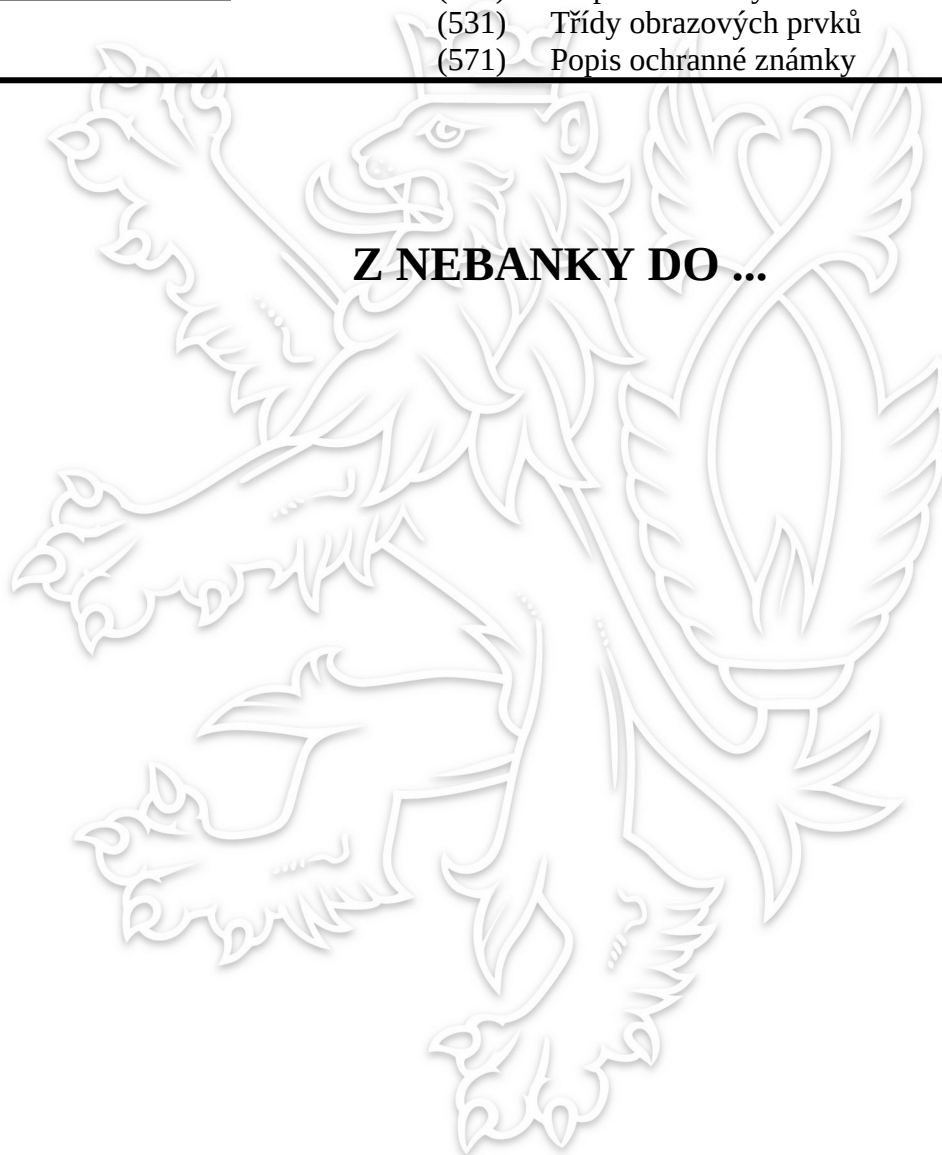 (531) Třídy obrazových prvků
(571) Popis ochranné známky
Z NEBANKY DO ...